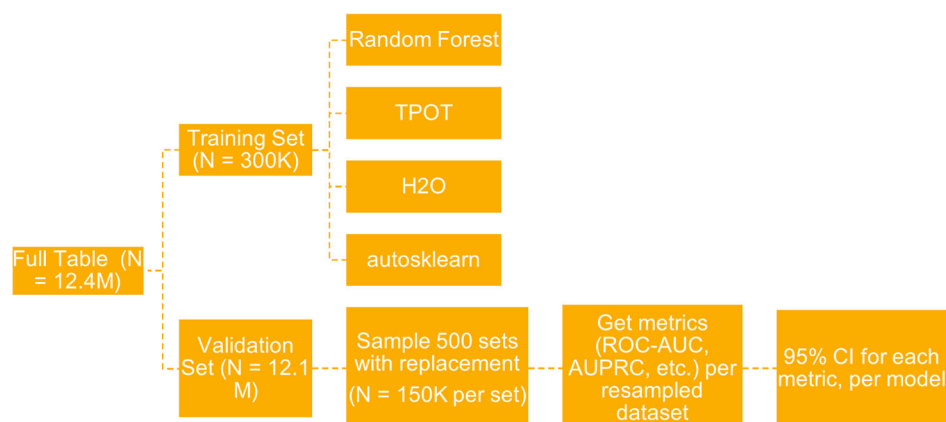 Random Forest
TPOT
Training Set
(N = 300K)
H2O
autosklearn
Full Table (N
= 12.4M)
Validation
Set (N = 12.1
M)
Sample 500 sets
with replacement
(N = 150K per set)
Get metrics
(ROC-AUC,
AUPRC, etc.) per
resampled
dataset
95% CI for each
metric, per model